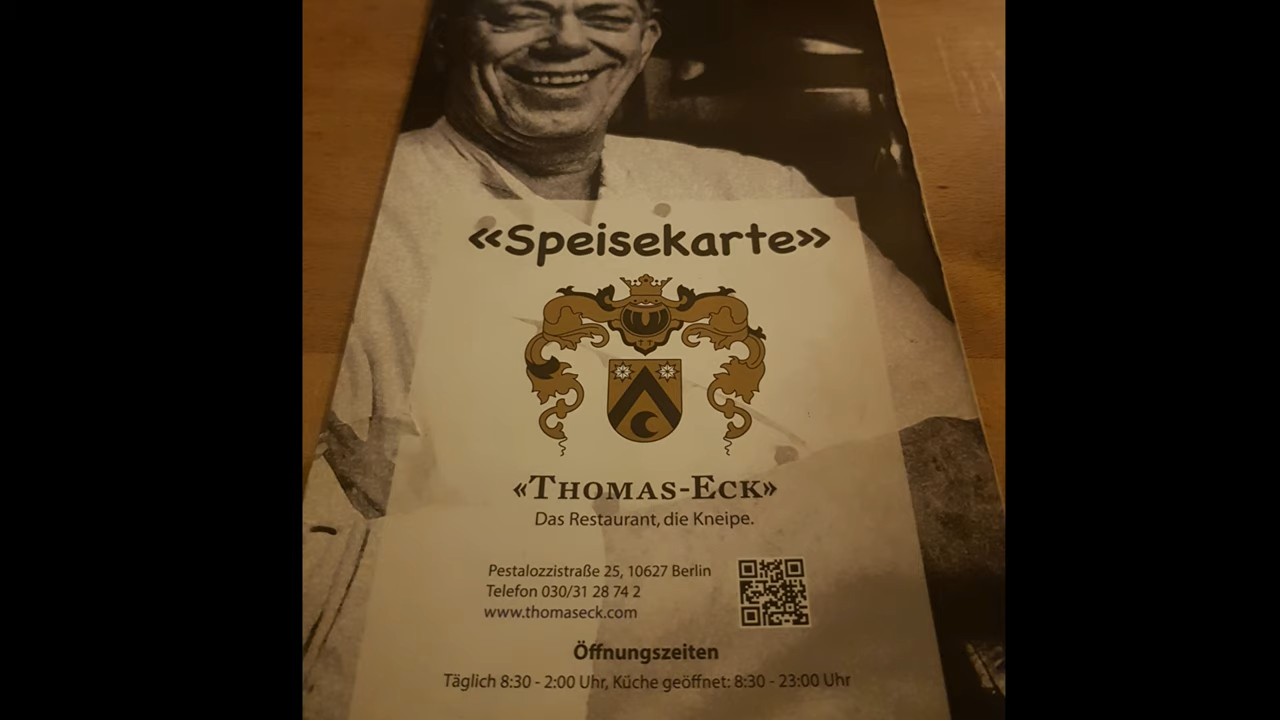 «Speisekarte»
«THOMAS-ECK»
Das Restaurant, die Kneipe.
Pestalozzistraße 25, 10627 Berlin
Telefon 030/31 28 74 2
www.thomaseck.com
Öffnungszeiten
Täglich 8:30 - 2:00 Uhr, Küche geöffnet: 8:30 - 23:00 Uhr